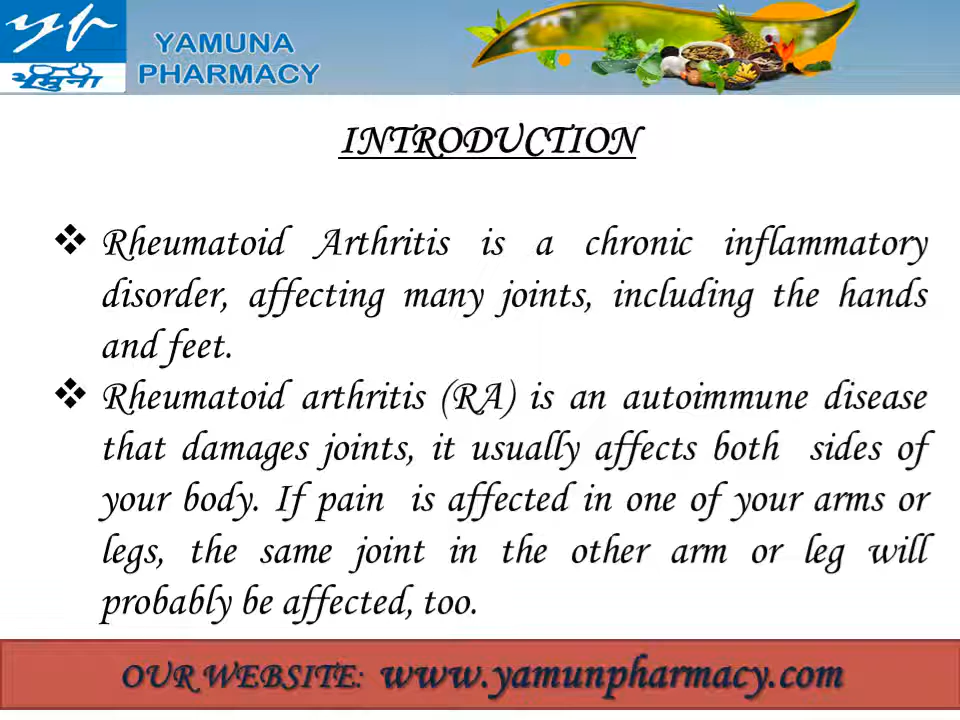 YAMUNA
PHARMACY
यमुना
INTRODUCTION
❖ Rheumatoid Arthritis is a chronic inflammatory
disorder, affecting many joints, including the hands
and feet.
❖ Rheumatoid arthritis (RA) is an autoimmune disease
that damages joints, it usually affects both sides of
your body. If pain is affected in one of your arms or
legs, the same joint in the other arm or leg will
probably be affected, too.
OUR WEBSITE: www.yamunpharmacy.com